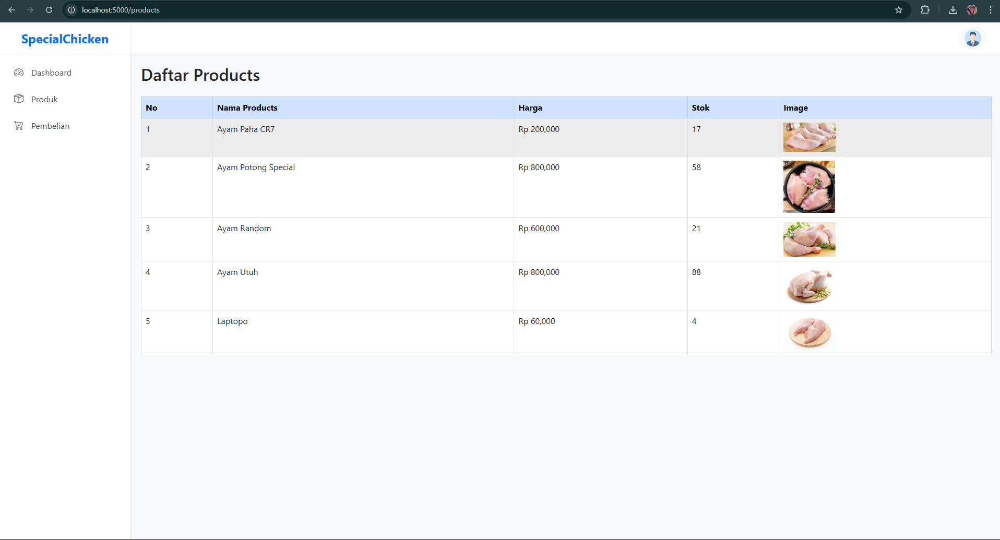 localhost:5000/products
SpecialChicken
Dashboard
Produk
Pembelian
Daftar Products
No Nama Products Harga Stok Image
1 Ayam Paha CR7 Rp 200,000 17
2 Ayam Potong Special Rp 800,000 58
3 Ayam Random Rp 600,000 21
4 Ayam Utuh Rp 800,000 88
5 Laptopo Rp 60,000 4